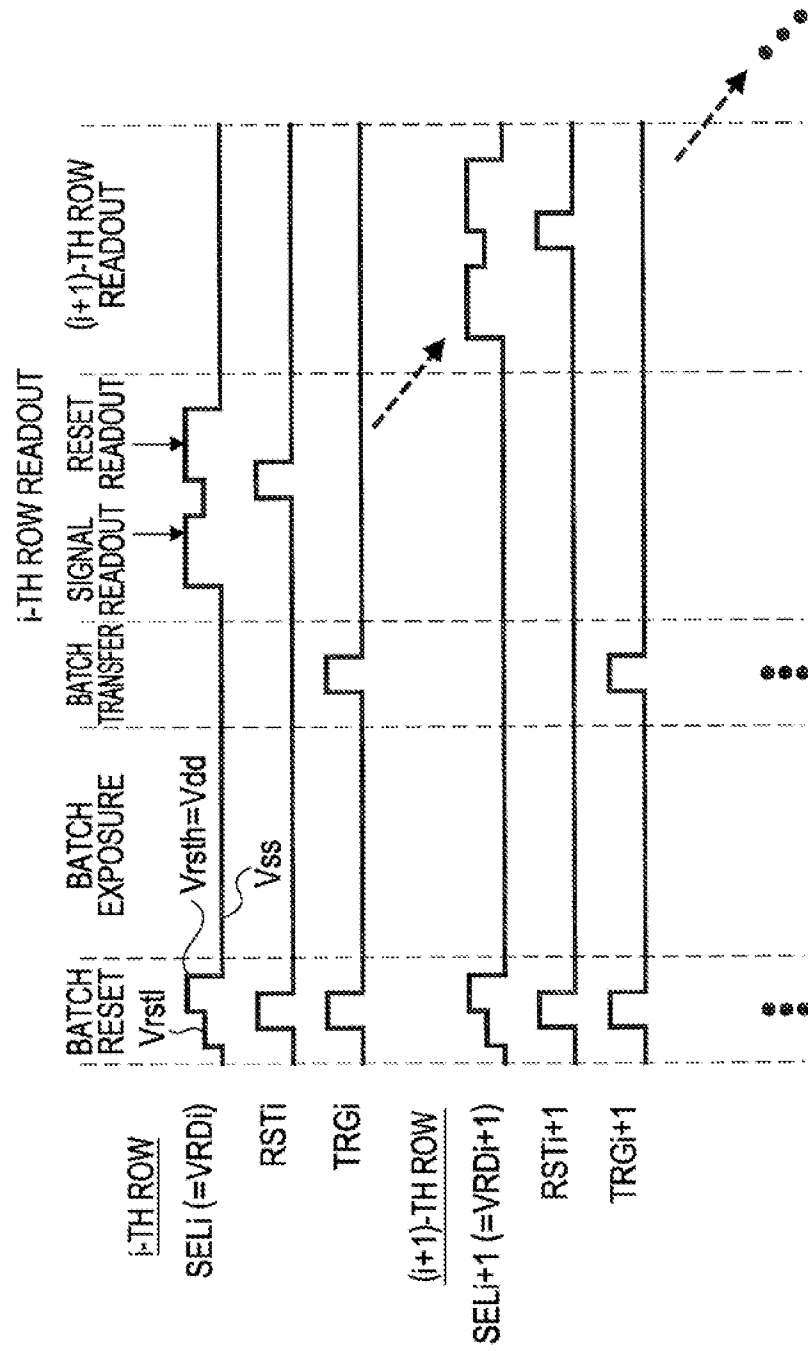 i-TH ROW READOUT
BATCH
RESET
BATCH
EXPOSURE
BATCH
TRANSFER
SIGNAL
READOUT
RESET
READOUT
(i+1)-TH ROW
READOUT
i-TH ROW
SELi (=VRDi)
Vrstl
Vrsth=Vdd
Vss
RSTi
TRGi
(i+1)-TH ROW
SELi+1 (=VRDi+1)
RSTi+1
TRGi+1